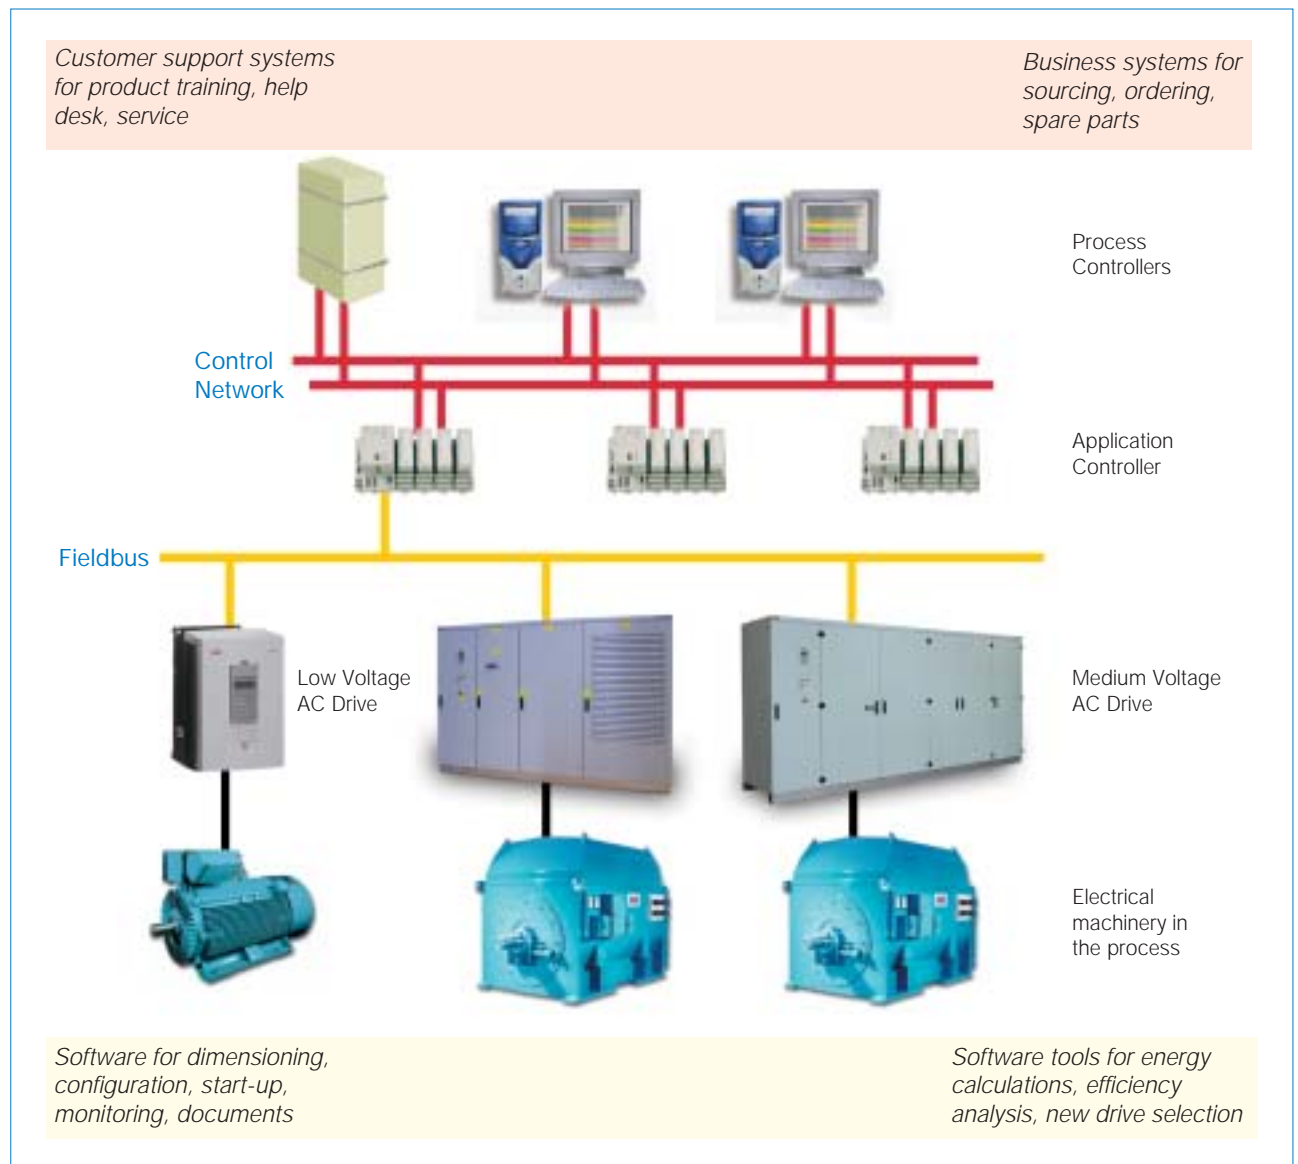 Customer support systems
for product training, help
desk, service
Business systems for
sourcing, ordering,
spare parts
Process
Controllers
Control
Network
Application
Controller
Fieldbus
Low Voltage
AC Drive
Medium Voltage
AC Drive
Electrical
machinery in
the process
Software for dimensioning,
configuration, start-up,
monitoring, documents
Software tools for energy
calculations, efficiency
analysis, new drive selection